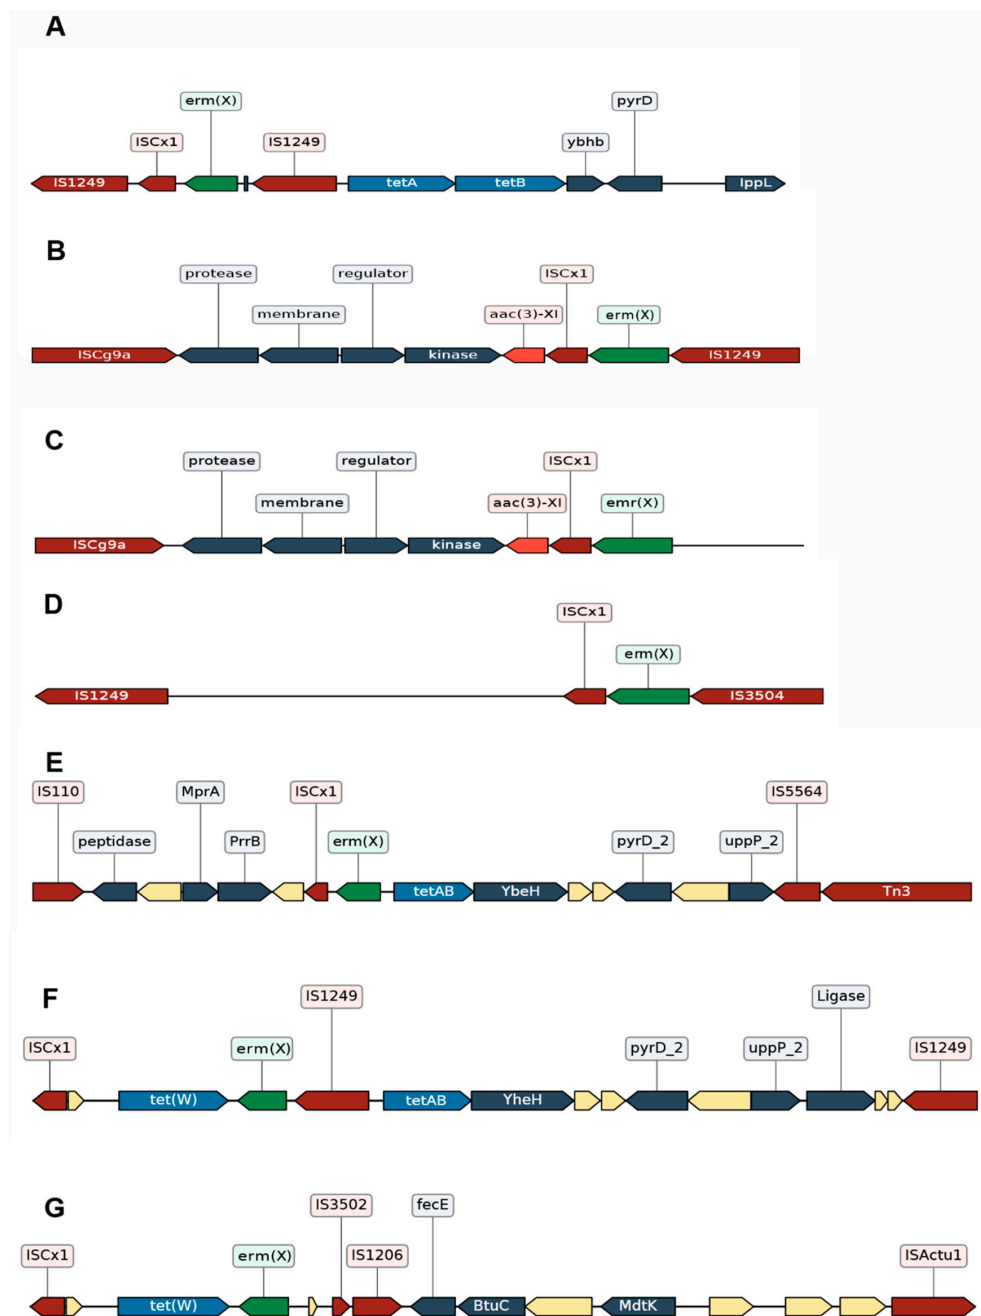 A
erm(X) pyrD
ISCx1 IS1249 ybhb
IS1249 tetA tetB IppL
B
protease regulator ISCx1
membrane aac(3)-XI erm(X)
ISCg9a kinase IS1249
C
protease regulator ISCx1
membrane aac(3)-XI emr(X)
ISCg9a kinase
D
ISCx1
erm(X)
IS1249 IS3504
E
IS110 MprA ISCx1 IS5564
peptidase PrrB erm(X) pyrD_2 uppP_2
tetAB YbeH Tn3
F
IS1249 Ligase
ISCx1 erm(X) pyrD_2 uppP_2 IS1249
tet(W) tetAB YheH
G
IS3502 fecE
ISCx1 erm(X) IS1206 ISActu1
tet(W) BtuC MdtK